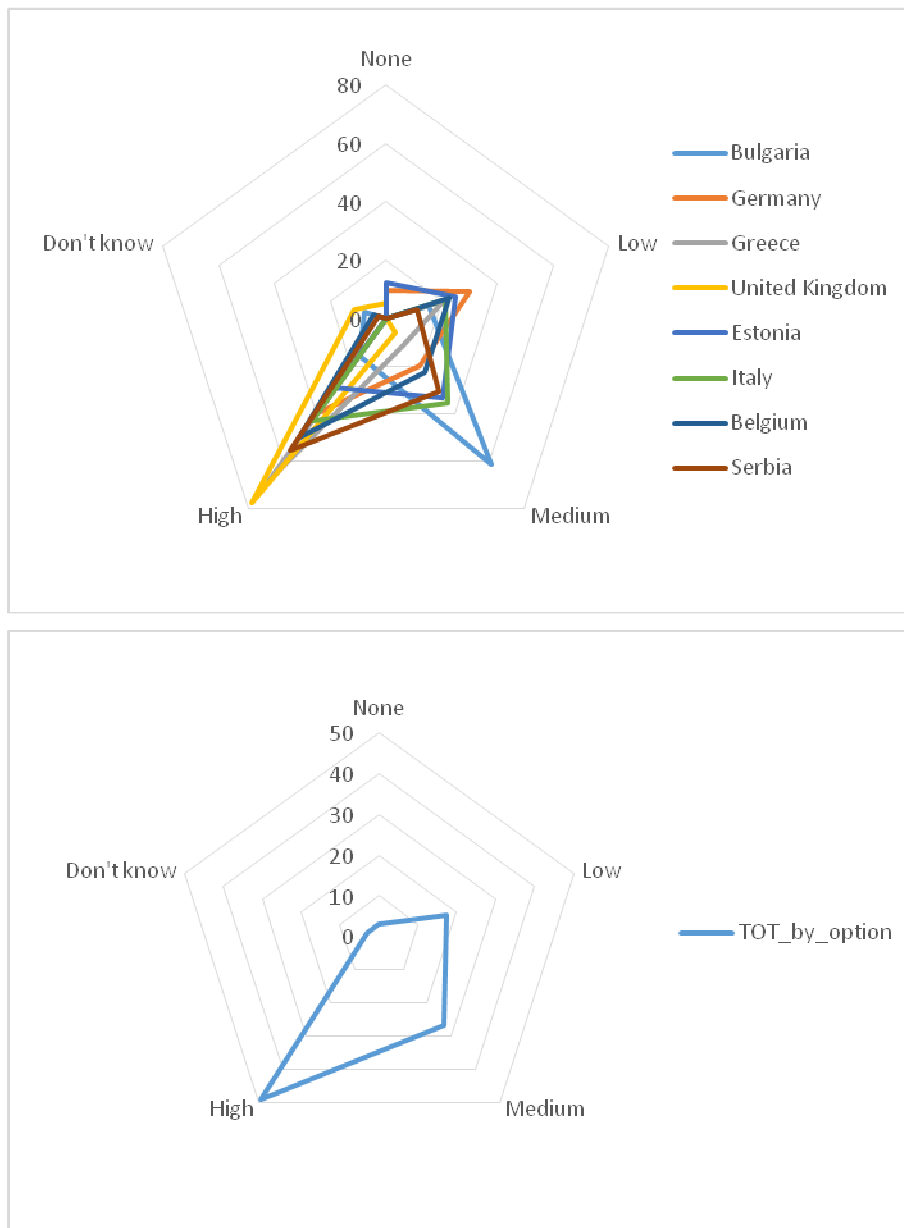 None
80
60
40
20
0
Don't know
Low
High
Medium
Bulgaria
Germany
Greece
United Kingdom
Estonia
Italy
Belgium
Serbia
None
50
40
30
20
10
0
Don't know
Low
High
Medium
TOT_by_option